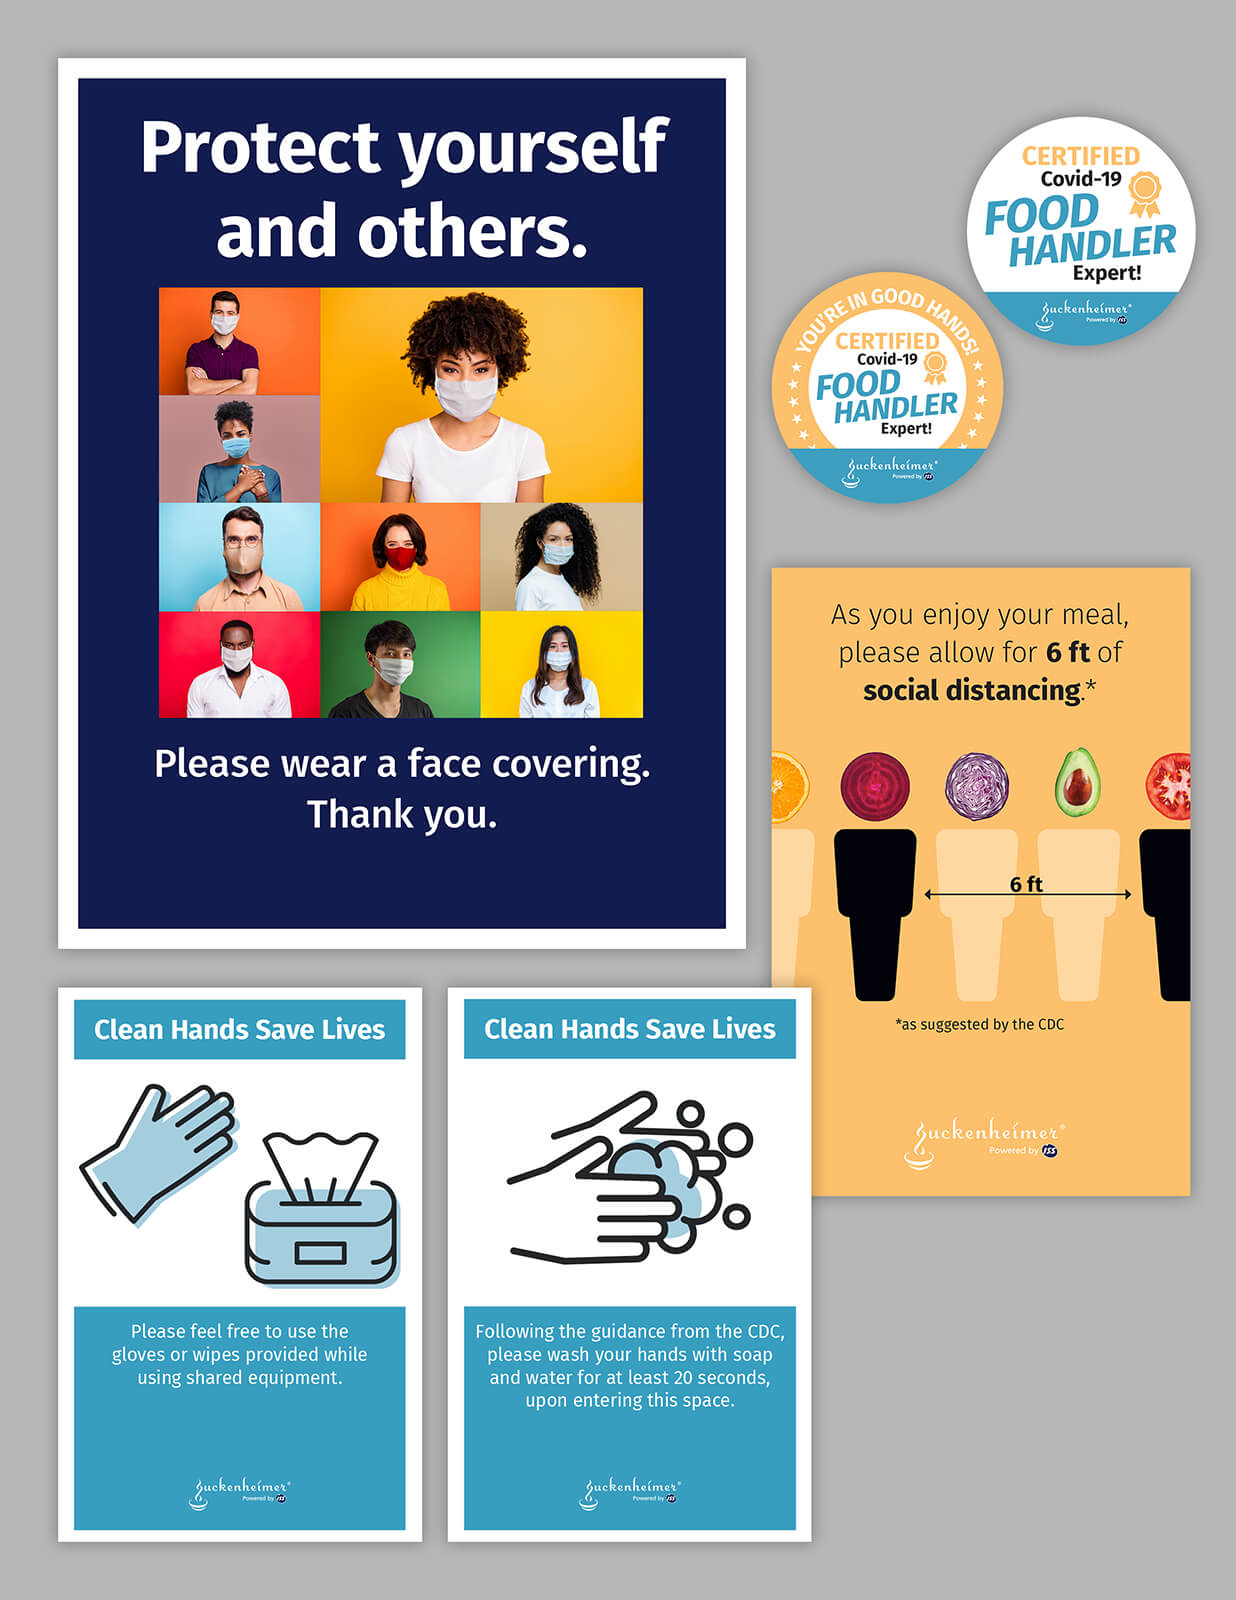 Protect yourself
and others.
Please wear a face covering.
Thank you.
CERTIFIED
Covid-19
FOOD
HANDLER
Expert!
guckenheimer®
Powered by ISS
YOU'RE IN GOOD HANDS!
CERTIFIED
Covid-19
FOOD
HANDLER
Expert!
guckenheimer®
Powered by ISS
As you enjoy your meal,
please allow for 6 ft of
social distancing.*
6 ft
*as suggested by the CDC
guckenheimer®
Powered by ISS
Clean Hands Save Lives
Please feel free to use the
gloves or wipes provided while
using shared equipment.
guckenheimer®
Powered by ISS
Clean Hands Save Lives
Following the guidance from the CDC,
please wash your hands with soap
and water for at least 20 seconds,
upon entering this space.
guckenheimer®
Powered by ISS